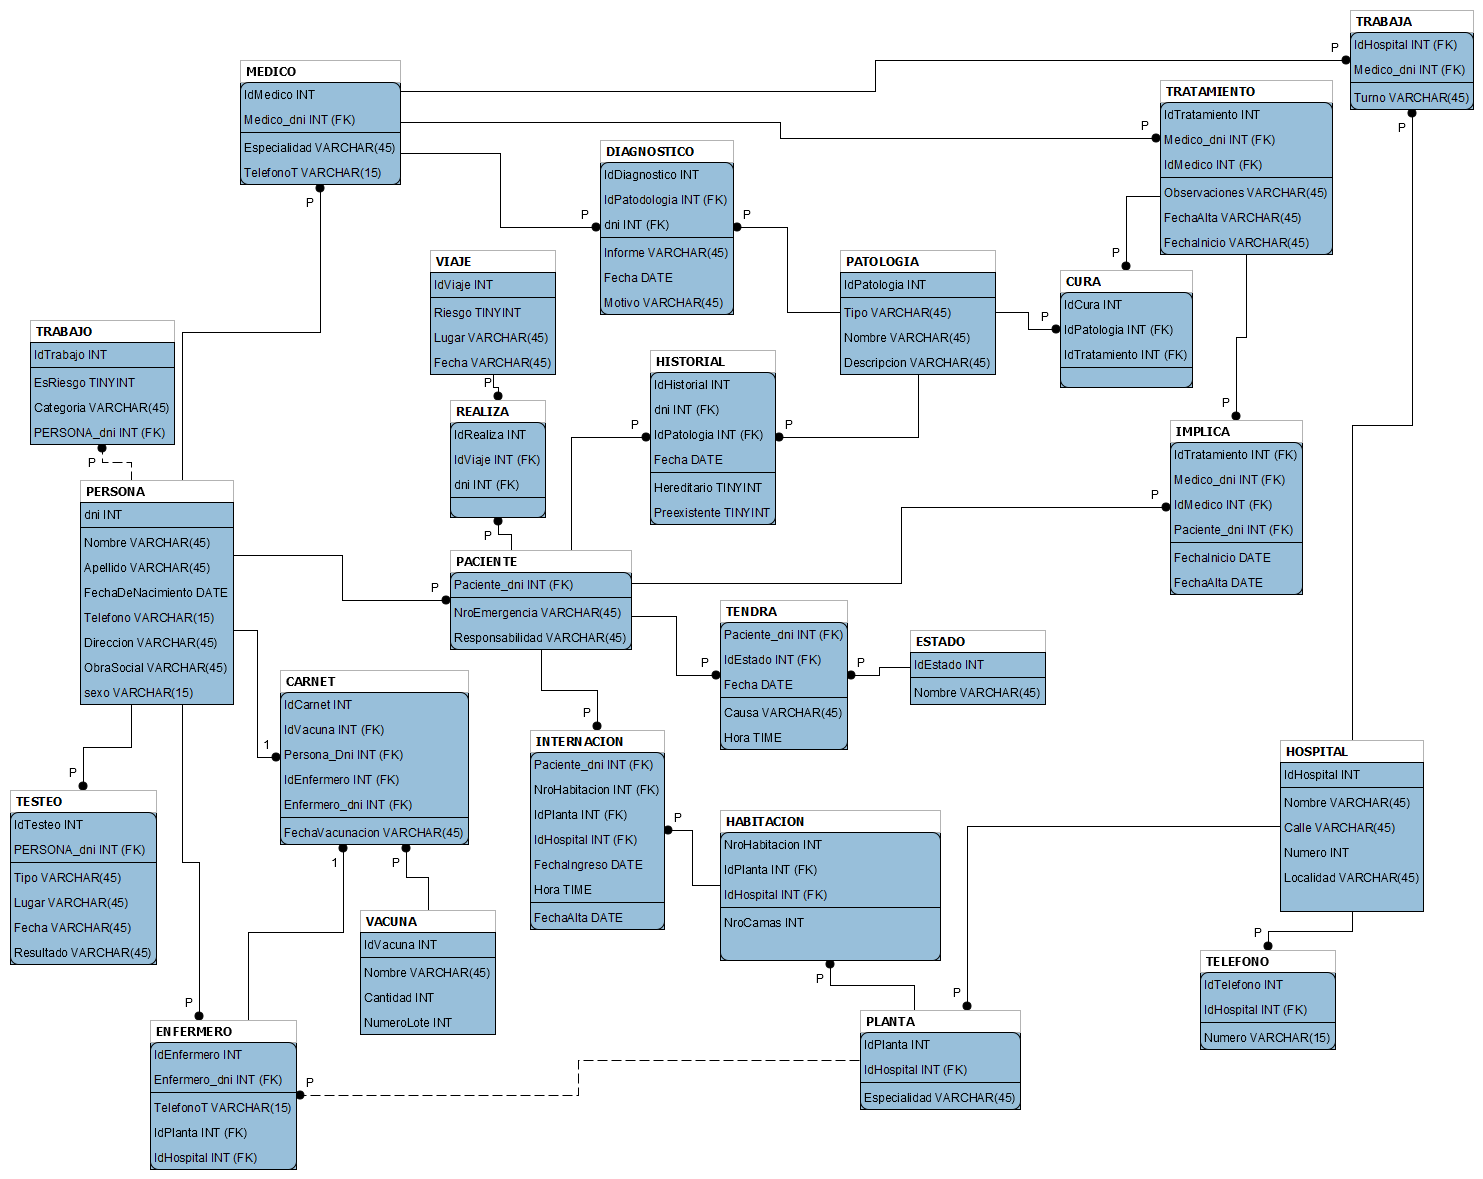 TRABAJA
IdHospital INT (FK)
Medico_dni INT (FK)
Turno VARCHAR(45)
P
P
MEDICO
IdMedico INT
Medico_dni INT (FK)
Especialidad VARCHAR(45)
TelefonoT VARCHAR(15)
P
TRATAMIENTO
IdTratamiento INT
Medico_dni INT (FK)
IdMedico INT (FK)
Observaciones VARCHAR(45)
FechaAlta VARCHAR(45)
FechaInicio VARCHAR(45)
P
DIAGNOSTICO
IdDiagnostico INT
IdPatodologia INT (FK)
dni INT (FK)
Informe VARCHAR(45)
Fecha DATE
Motivo VARCHAR(45)
P
P
VIAJE
IdViaje INT
Riesgo TINYINT
Lugar VARCHAR(45)
Fecha VARCHAR(45)
PATOLOGIA
IdPatologia INT
Tipo VARCHAR(45)
Nombre VARCHAR(45)
Descripcion VARCHAR(45)
CURA
IdCura INT
IdPatologia INT (FK)
IdTratamiento INT (FK)
P
P
TRABAJO
IdTrabajo INT
EsRiesgo TINYINT
Categoria VARCHAR(45)
PERSONA_dni INT (FK)
P
HISTORIAL
IdHistorial INT
dni INT (FK)
IdPatologia INT (FK)
Fecha DATE
Hereditario TINYINT
Preexistente TINYINT
P
P
REALIZA
IdRealiza INT
IdViaje INT (FK)
dni INT (FK)
P
P
IMPLICA
IdTratamiento INT (FK)
Medico_dni INT (FK)
IdMedico INT (FK)
Paciente_dni INT (FK)
FechaInicio DATE
FechaAlta DATE
P
P
PERSONA
dni INT
Nombre VARCHAR(45)
Apellido VARCHAR(45)
FechaDeNacimiento DATE
Telefono VARCHAR(15)
Direccion VARCHAR(45)
ObraSocial VARCHAR(45)
sexo VARCHAR(15)
PACIENTE
Paciente_dni INT (FK)
NroEmergencia VARCHAR(45)
Responsabilidad VARCHAR(45)
P
TENDRA
Paciente_dni INT (FK)
IdEstado INT (FK)
Fecha DATE
Causa VARCHAR(45)
Hora TIME
P
P
ESTADO
IdEstado INT
Nombre VARCHAR(45)
CARNET
IdCarnet INT
IdVacuna INT (FK)
Persona_Dni INT (FK)
IdEnfermero INT (FK)
Enfermero_dni INT (FK)
FechaVacunacion VARCHAR(45)
1
1
P
INTERNACION
Paciente_dni INT (FK)
NroHabitacion INT (FK)
IdPlanta INT (FK)
IdHospital INT (FK)
FechaIngreso DATE
Hora TIME
FechaAlta DATE
P
P
HOSPITAL
IdHospital INT
Nombre VARCHAR(45)
Calle VARCHAR(45)
Numero INT
Localidad VARCHAR(45)
TESTEO
IdTesteo INT
PERSONA_dni INT (FK)
Tipo VARCHAR(45)
Lugar VARCHAR(45)
Fecha VARCHAR(45)
Resultado VARCHAR(45)
P
HABITACION
NroHabitacion INT
IdPlanta INT (FK)
IdHospital INT (FK)
NroCamas INT
P
VACUNA
IdVacuna INT
Nombre VARCHAR(45)
Cantidad INT
NumeroLote INT
TELEFONO
IdTelefono INT
IdHospital INT (FK)
Numero VARCHAR(15)
P
ENFERMERO
IdEnfermero INT
Enfermero_dni INT (FK)
TelefonoT VARCHAR(15)
IdPlanta INT (FK)
IdHospital INT (FK)
P
P
PLANTA
IdPlanta INT
IdHospital INT (FK)
Especialidad VARCHAR(45)
P